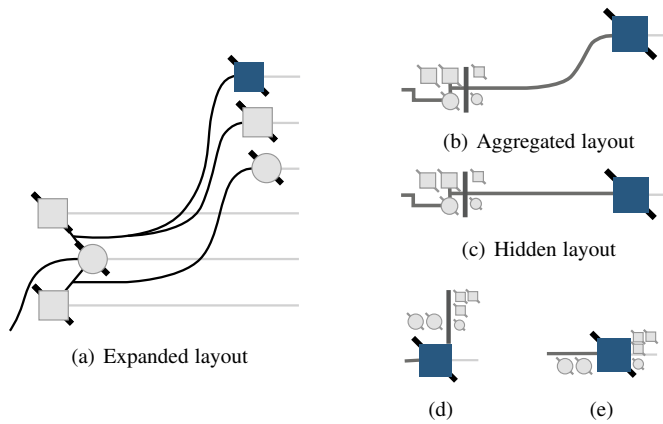 (a) Expanded layout
(b) Aggregated layout
(c) Hidden layout
(d)
(e)